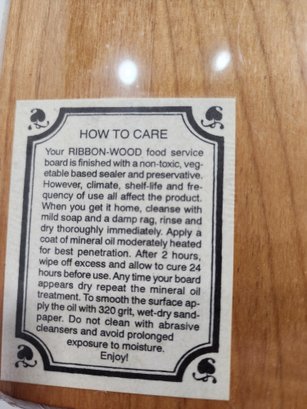 HOW TO CARE
Your RIBBON-WOOD food service
board is finished with a non-toxic, veg-
etable based sealer and preservative.
However, climate, shelf-life and fre-
quency of use all affect the product.
When you get it home, cleanse with
mild soap and a damp rag, rinse and
dry thoroughly immediately. Apply a
coat of mineral oil moderately heated
for best penetration. After 2 hours,
wipe off excess and allow to cure 24
hours before use. Any time your board
appears dry repeat the mineral oil
treatment. To smooth the surface ap-
ply the oil with 320 grit, wet-dry sand-
paper. Do not clean with abrasive
cleansers and avoid prolonged
exposure to moisture.
Enjoy!